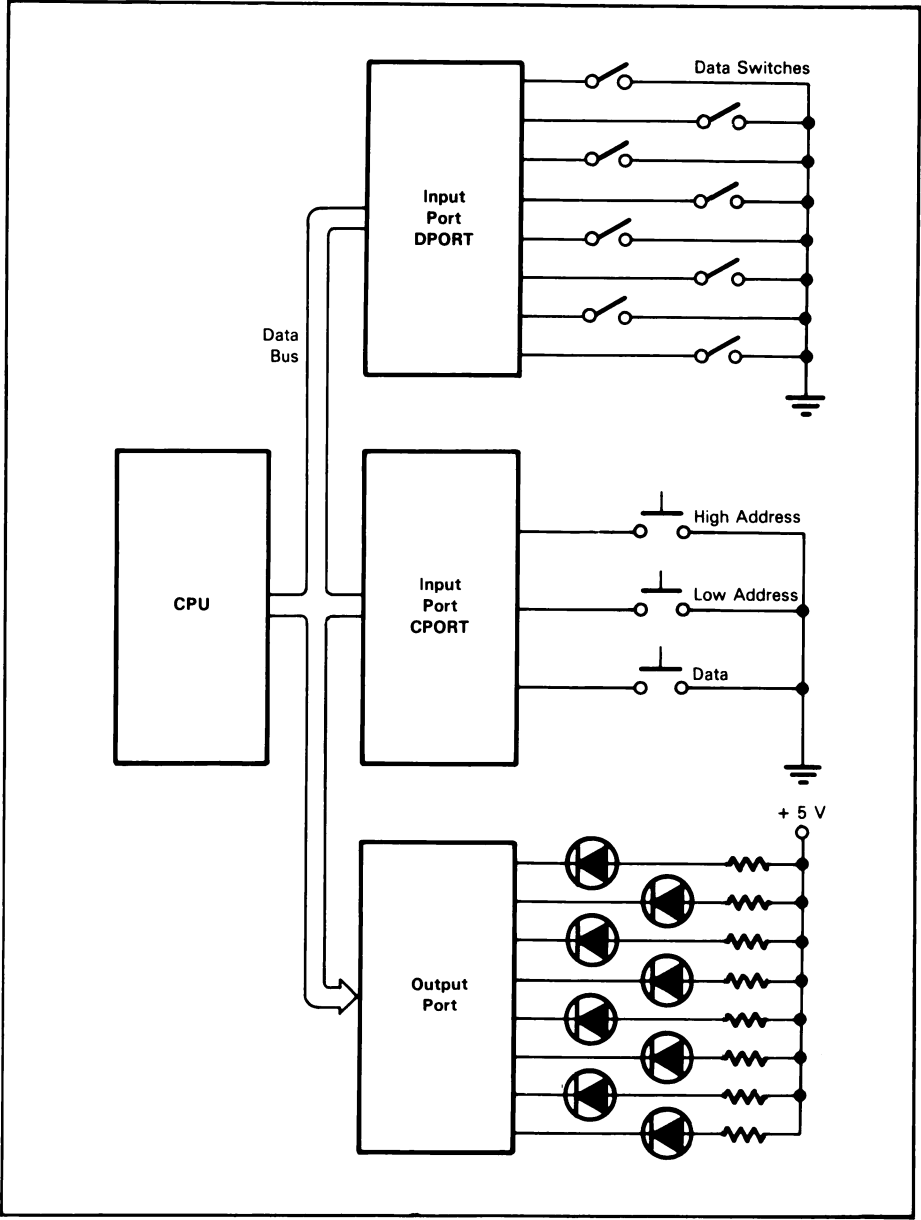 Data Switches
Input
Port
DPORT
Data
Bus
High Address
CPU
Input
Port
CPORT
Low Address
Data
+ 5 V
Output
Port